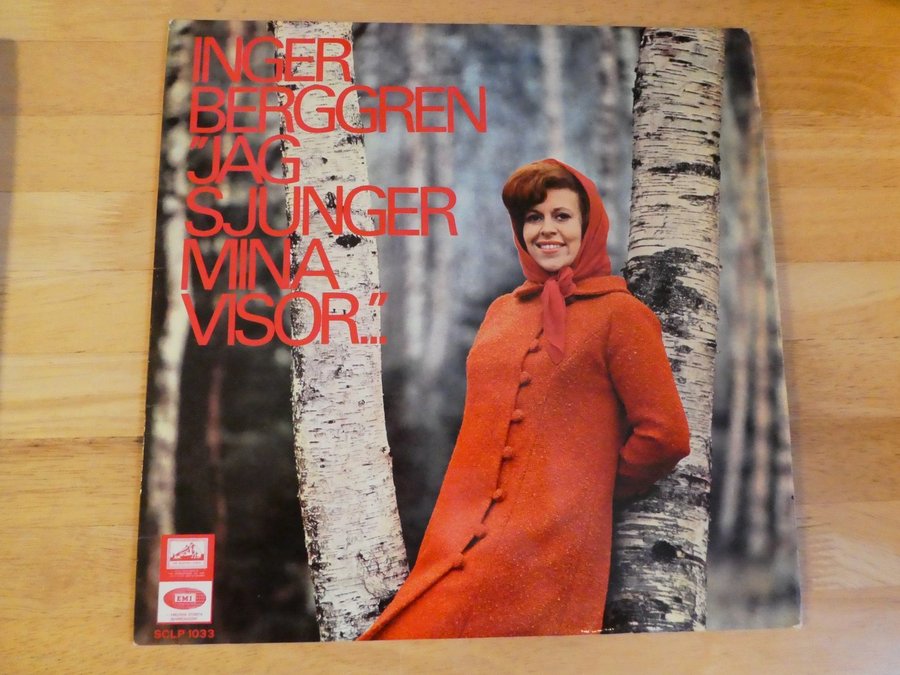 INGER
BERGGREN
"JAG
SJUNGER
MINA
VISOR..."
EMI
SCLP 1033